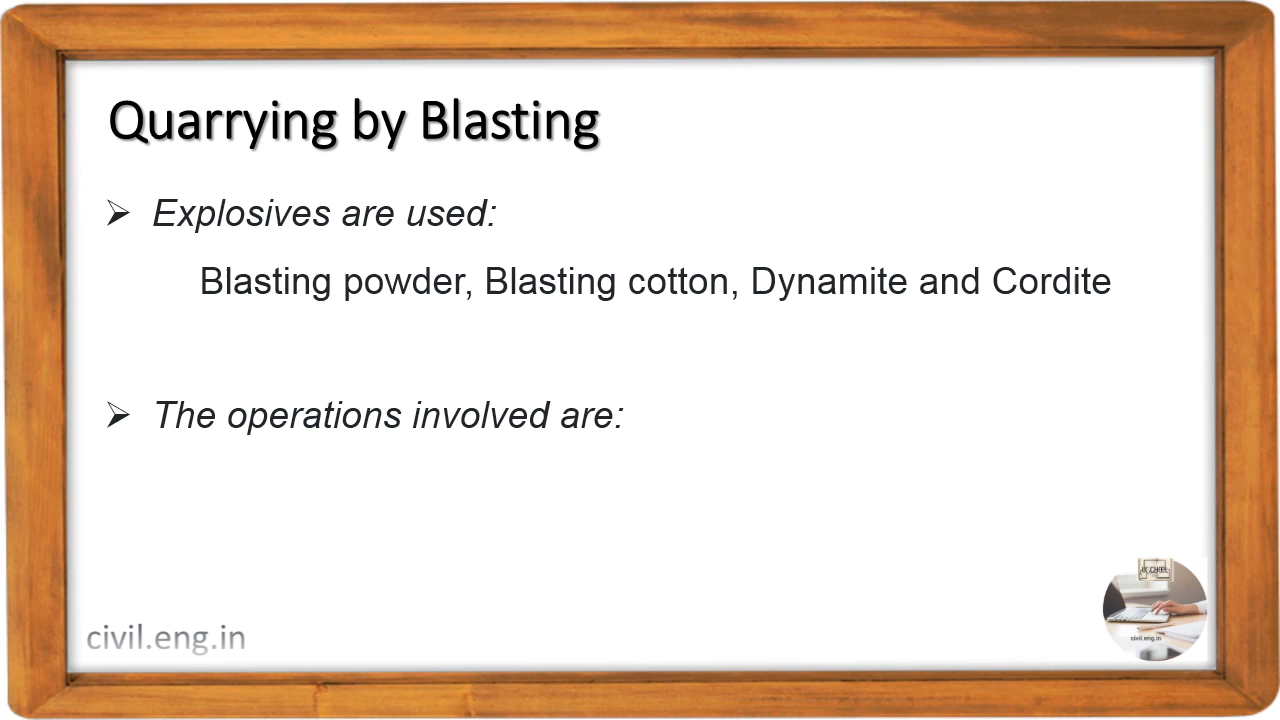 Quarrying by Blasting
➢ Explosives are used:
Blasting powder, Blasting cotton, Dynamite and Cordite
➢ The operations involved are:
civil.eng.in
civil.eng.in